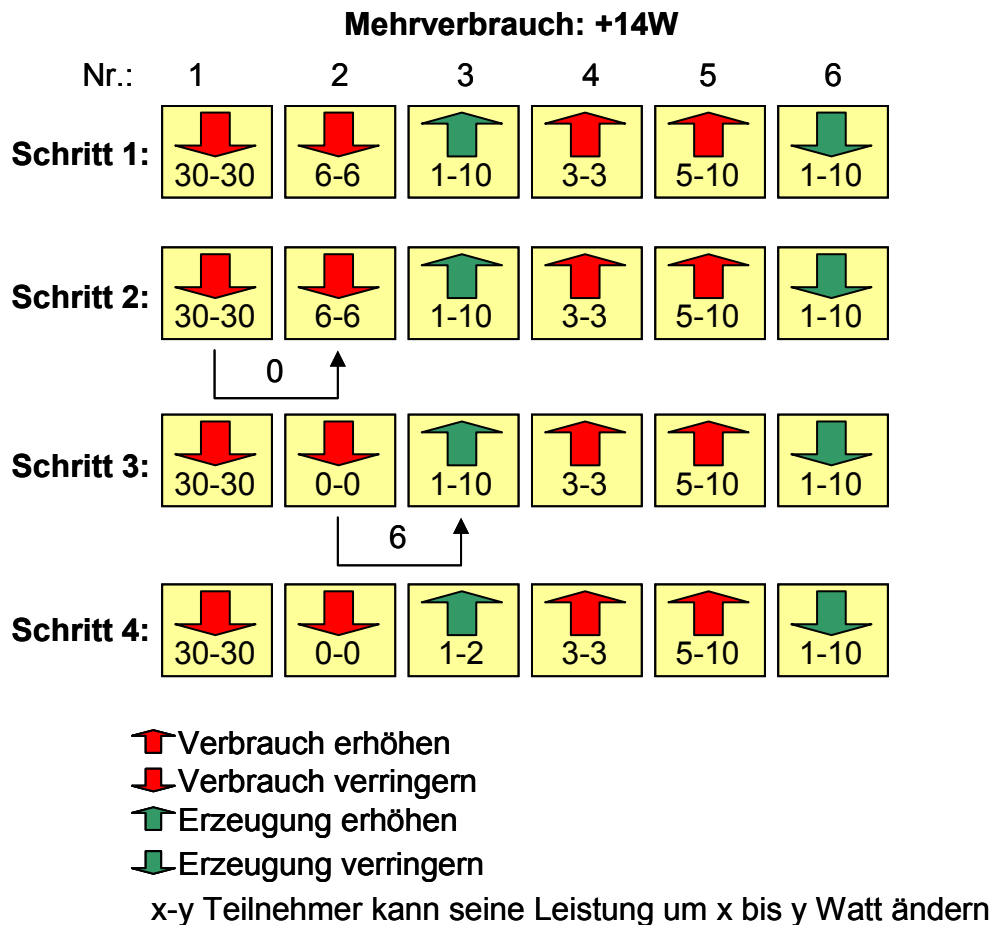 Mehrverbrauch: +14W
Nr.: 1 2 3 4 5 6
Schritt 1: 30-30 6-6 1-10 3-3 5-10 1-10
Schritt 2: 30-30 6-6 1-10 3-3 5-10 1-10
0
Schritt 3: 30-30 0-0 1-10 3-3 5-10 1-10
6
Schritt 4: 30-30 0-0 1-2 3-3 5-10 1-10
Verbrauch erhöhen
Verbrauch verringern
Erzeugung erhöhen
Erzeugung verringern
x-y Teilnehmer kann seine Leistung um x bis y Watt ändern